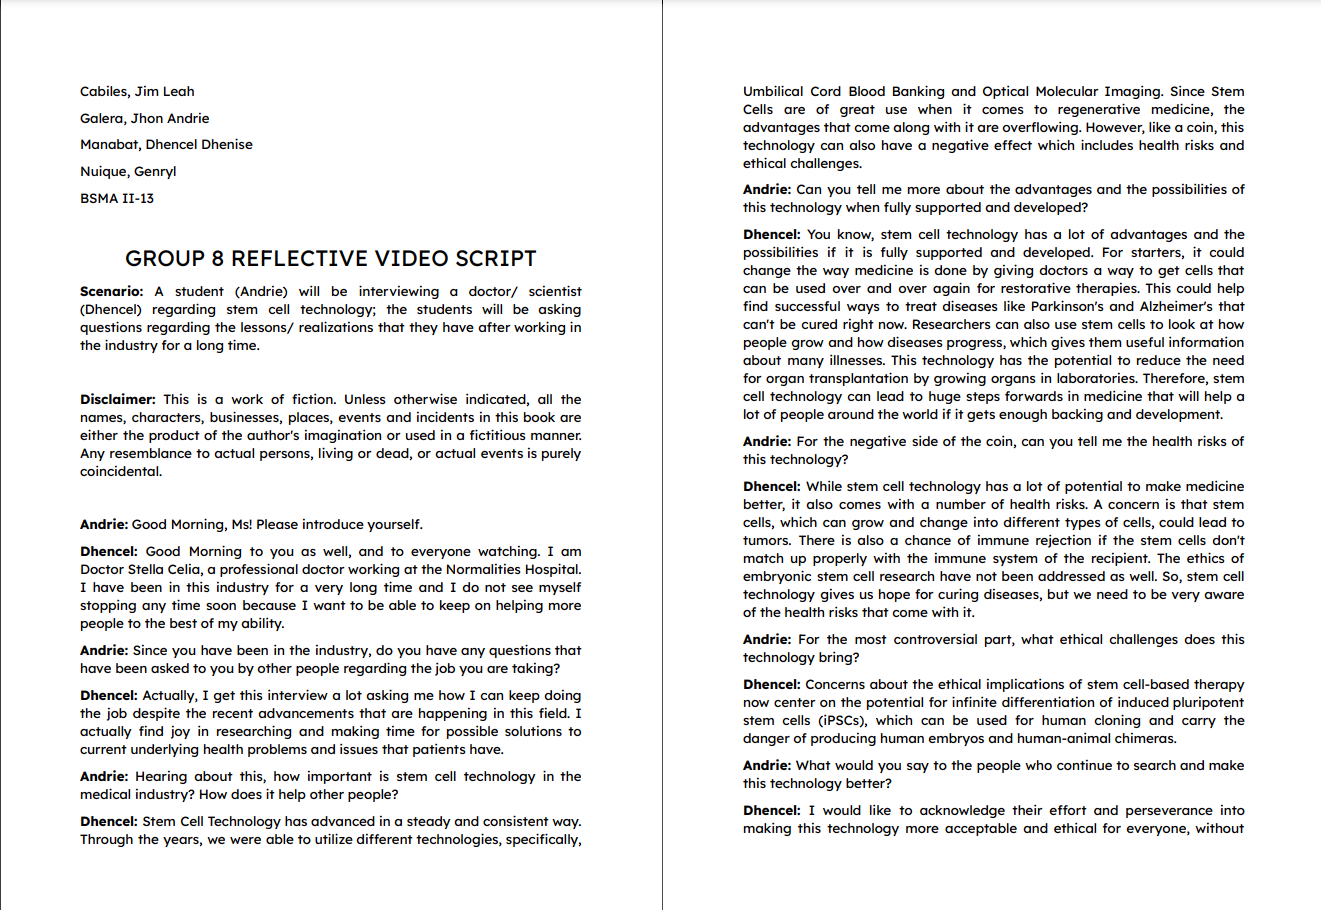 Cabiles, Jim Leah
Galera, Jhon Andrie
Manabat, Dhencel Dhenise
Nuique, Genryl
BSMA II-13
GROUP 8 REFLECTIVE VIDEO SCRIPT
Scenario: A student (Andrie) will be interviewing a doctor/ scientist
(Dhencel) regarding stem cell technology; the students will be asking
questions regarding the lessons/ realizations that they have after working in
the industry for a long time.
Disclaimer: This is a work of fiction. Unless otherwise indicated, all the
names, characters, businesses, places, events and incidents in this book are
either the product of the author's imagination or used in a fictitious manner.
Any resemblance to actual persons, living or dead, or actual events is purely
coincidental.
Andrie: Good Morning, Ms! Please introduce yourself.
Dhencel: Good Morning to you as well, and to everyone watching. I am
Doctor Stella Celia, a professional doctor working at the Normalities Hospital.
I have been in this industry for a very long time and I do not see myself
stopping any time soon because I want to be able to keep on helping more
people to the best of my ability.
Andrie: Since you have been in the industry, do you have any questions that
have been asked to you by other people regarding the job you are taking?
Dhencel: Actually, I get this interview a lot asking me how I can keep doing
the job despite the recent advancements that are happening in this field. I
actually find joy in researching and making time for possible solutions to
current underlying health problems and issues that patients have.
Andrie: Hearing about this, how important is stem cell technology in the
medical industry? How does it help other people?
Dhencel: Stem Cell Technology has advanced in a steady and consistent way.
Through the years, we were able to utilize different technologies, specifically,
Umbilical Cord Blood Banking and Optical Molecular Imaging. Since Stem
Cells are of great use when it comes to regenerative medicine, the
advantages that come along with it are overflowing. However, like a coin, this
technology can also have a negative effect which includes health risks and
ethical challenges.
Andrie: Can you tell me more about the advantages and the possibilities of
this technology when fully supported and developed?
Dhencel: You know, stem cell technology has a lot of advantages and the
possibilities if it is fully supported and developed. For starters, it could
change the way medicine is done by giving doctors a way to get cells that
can be used over and over again for restorative therapies. This could help
find successful ways to treat diseases like Parkinson's and Alzheimer's that
can't be cured right now. Researchers can also use stem cells to look at how
people grow and how diseases progress, which gives them useful information
about many illnesses. This technology has the potential to reduce the need
for organ transplantation by growing organs in laboratories. Therefore, stem
cell technology can lead to huge steps forwards in medicine that will help a
lot of people around the world if it gets enough backing and development.
Andrie: For the negative side of the coin, can you tell me the health risks of
this technology?
Dhencel: While stem cell technology has a lot of potential to make medicine
better, it also comes with a number of health risks. A concern is that stem
cells, which can grow and change into different types of cells, could lead to
tumors. There is also a chance of immune rejection if the stem cells don't
match up properly with the immune system of the recipient. The ethics of
embryonic stem cell research have not been addressed as well. So, stem cell
technology gives us hope for curing diseases, but we need to be very aware
of the health risks that come with it.
Andrie: For the most controversial part, what ethical challenges does this
technology bring?
Dhencel: Concerns about the ethical implications of stem cell-based therapy
now center on the potential for infinite differentiation of induced pluripotent
stem cells (iPSCs), which can be used for human cloning and carry the
danger of producing human embryos and human-animal chimeras.
Andrie: What would you say to the people who continue to search and make
this technology better?
Dhencel: I would like to acknowledge their effort and perseverance into
making this technology more acceptable and ethical for everyone, without